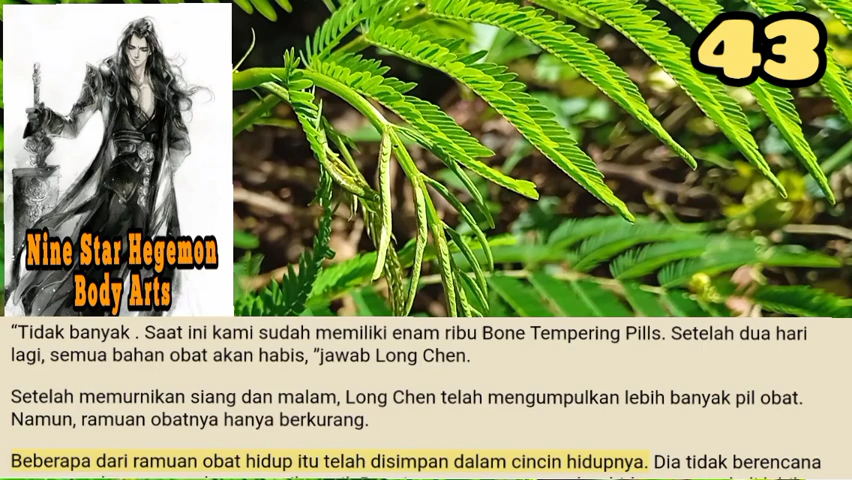 43
Nine Star Hegemon
Body Arts
“Tidak banyak . Saat ini kami sudah memiliki enam ribu Bone Tempering Pills. Setelah dua hari
lagi, semua bahan obat akan habis, ”jawab Long Chen.
Setelah memurnikan siang dan malam, Long Chen telah mengumpulkan lebih banyak pil obat.
Namun, ramuan obatnya hanya berkurang.
Beberapa dari ramuan obat hidup itu telah disimpan dalam cincin hidupnya. Dia tidak berencana